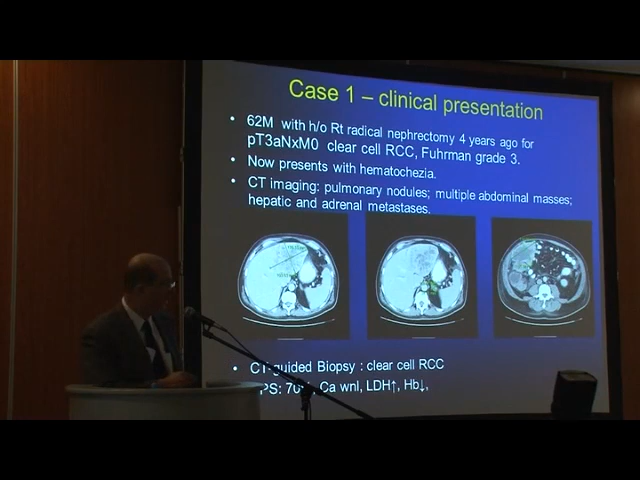 Case 1 – clinical presentation
• 62M with h/o Rt radical nephrectomy 4 years ago for
pT3aNxM0 clear cell RCC, Fuhrman grade 3.
• Now presents with hematochezia.
• CT imaging: pulmonary nodules; multiple abdominal masses;
hepatic and adrenal metastases.
• CT-guided Biopsy : clear cell RCC
PS: Ca wnl, LDH↑, Hb↓,